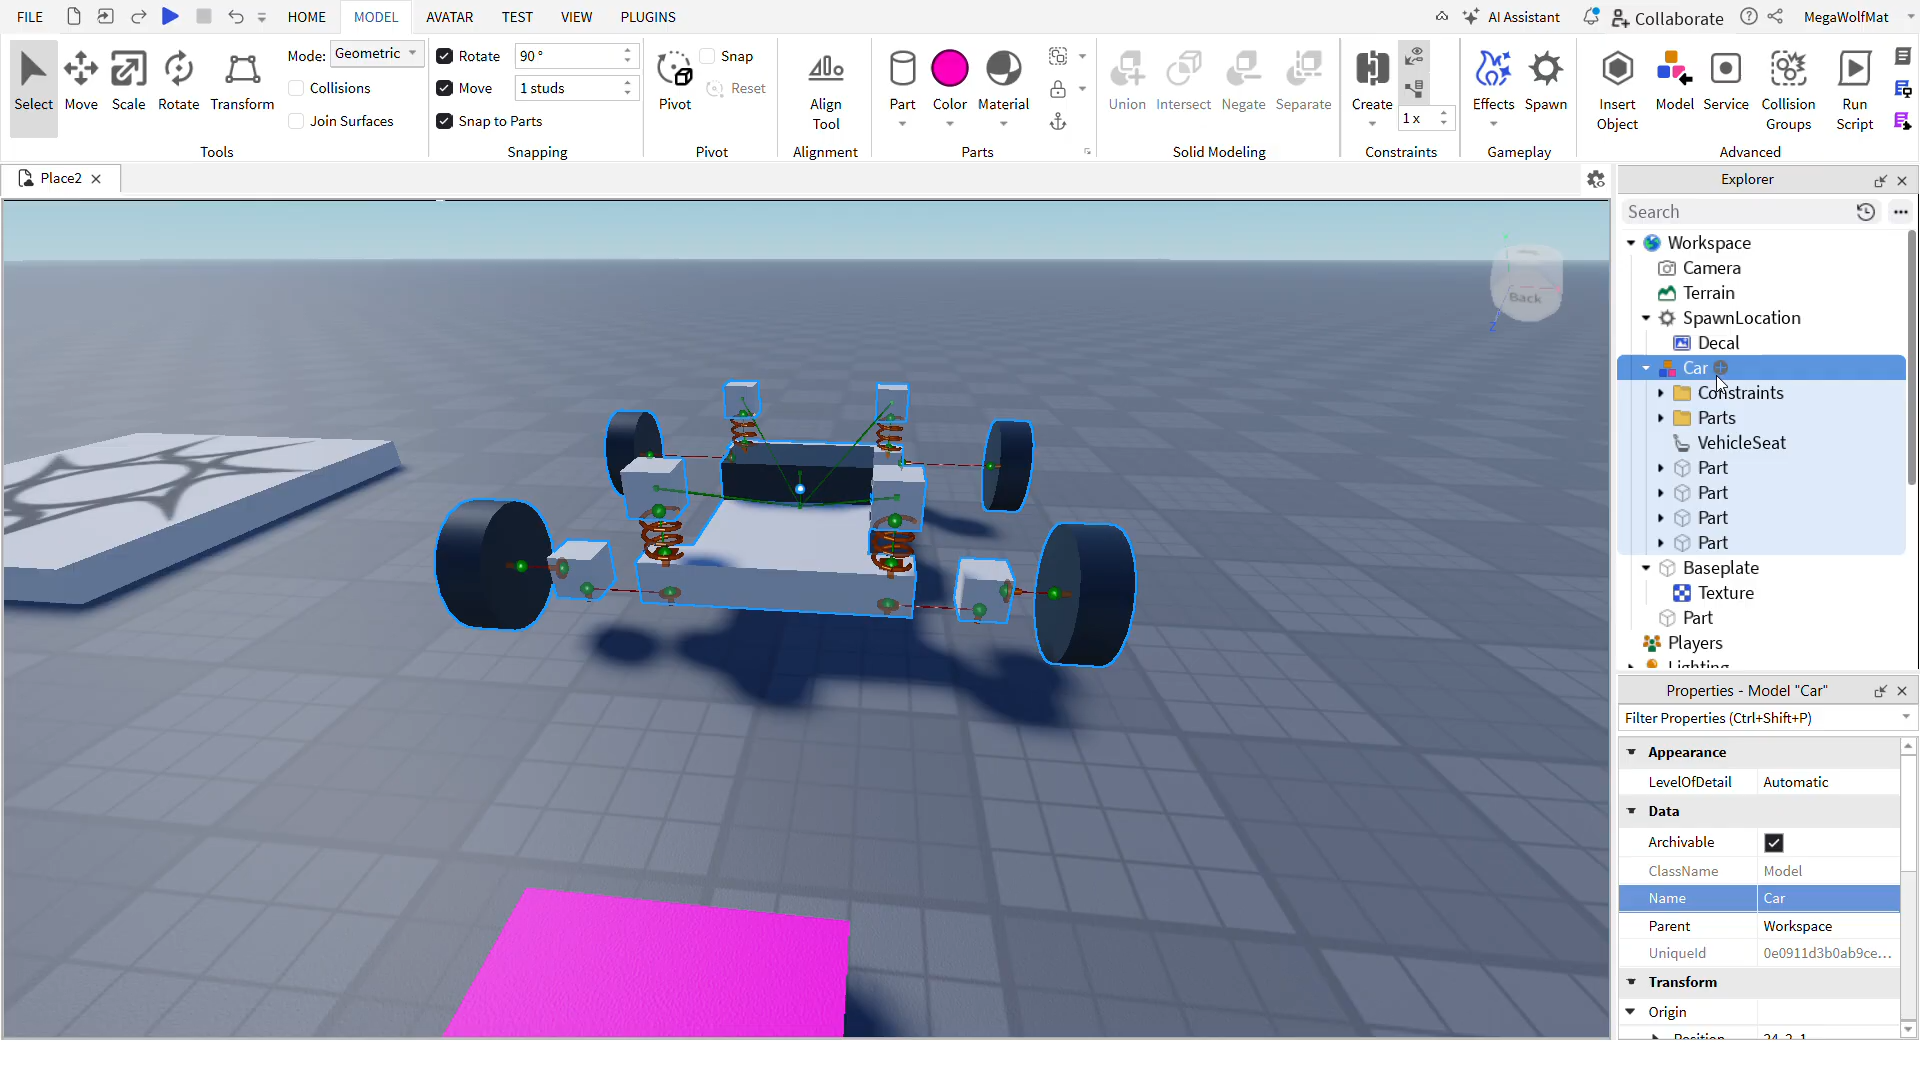 FILE HOME MODEL AVATAR TEST VIEW PLUGINS AI Assistant Collaborate MegaWolfMat
Select Move Scale Rotate Transform
Mode: Geometric
Collisions
Join Surfaces
Tools
Rotate 90 °
Move 1 studs
Snap to Parts
Snapping
Pivot
Snap
Reset
Pivot
Align
Tool
Alignment
Part Color Material
Parts
Union Intersect Negate Separate
Solid Modeling
Create
1 x
Constraints
Effects Spawn
Gameplay
Insert
Object
Model Service
Collision
Groups
Run
Script
Advanced
Place2
Back
Z
Explorer
Search
Workspace
Camera
Terrain
SpawnLocation
Decal
Car
Constraints
Parts
VehicleSeat
Part
Part
Part
Part
Baseplate
Texture
Part
Players
Lighting
Properties - Model "Car"
Filter Properties (Ctrl+Shift+P)
Appearance
LevelOfDetail Automatic
Data
Archivable
ClassName Model
Name Car
Parent Workspace
UniqueId 0e0911d3b0ab9ce...
Transform
Origin
Position 24, 2, 1